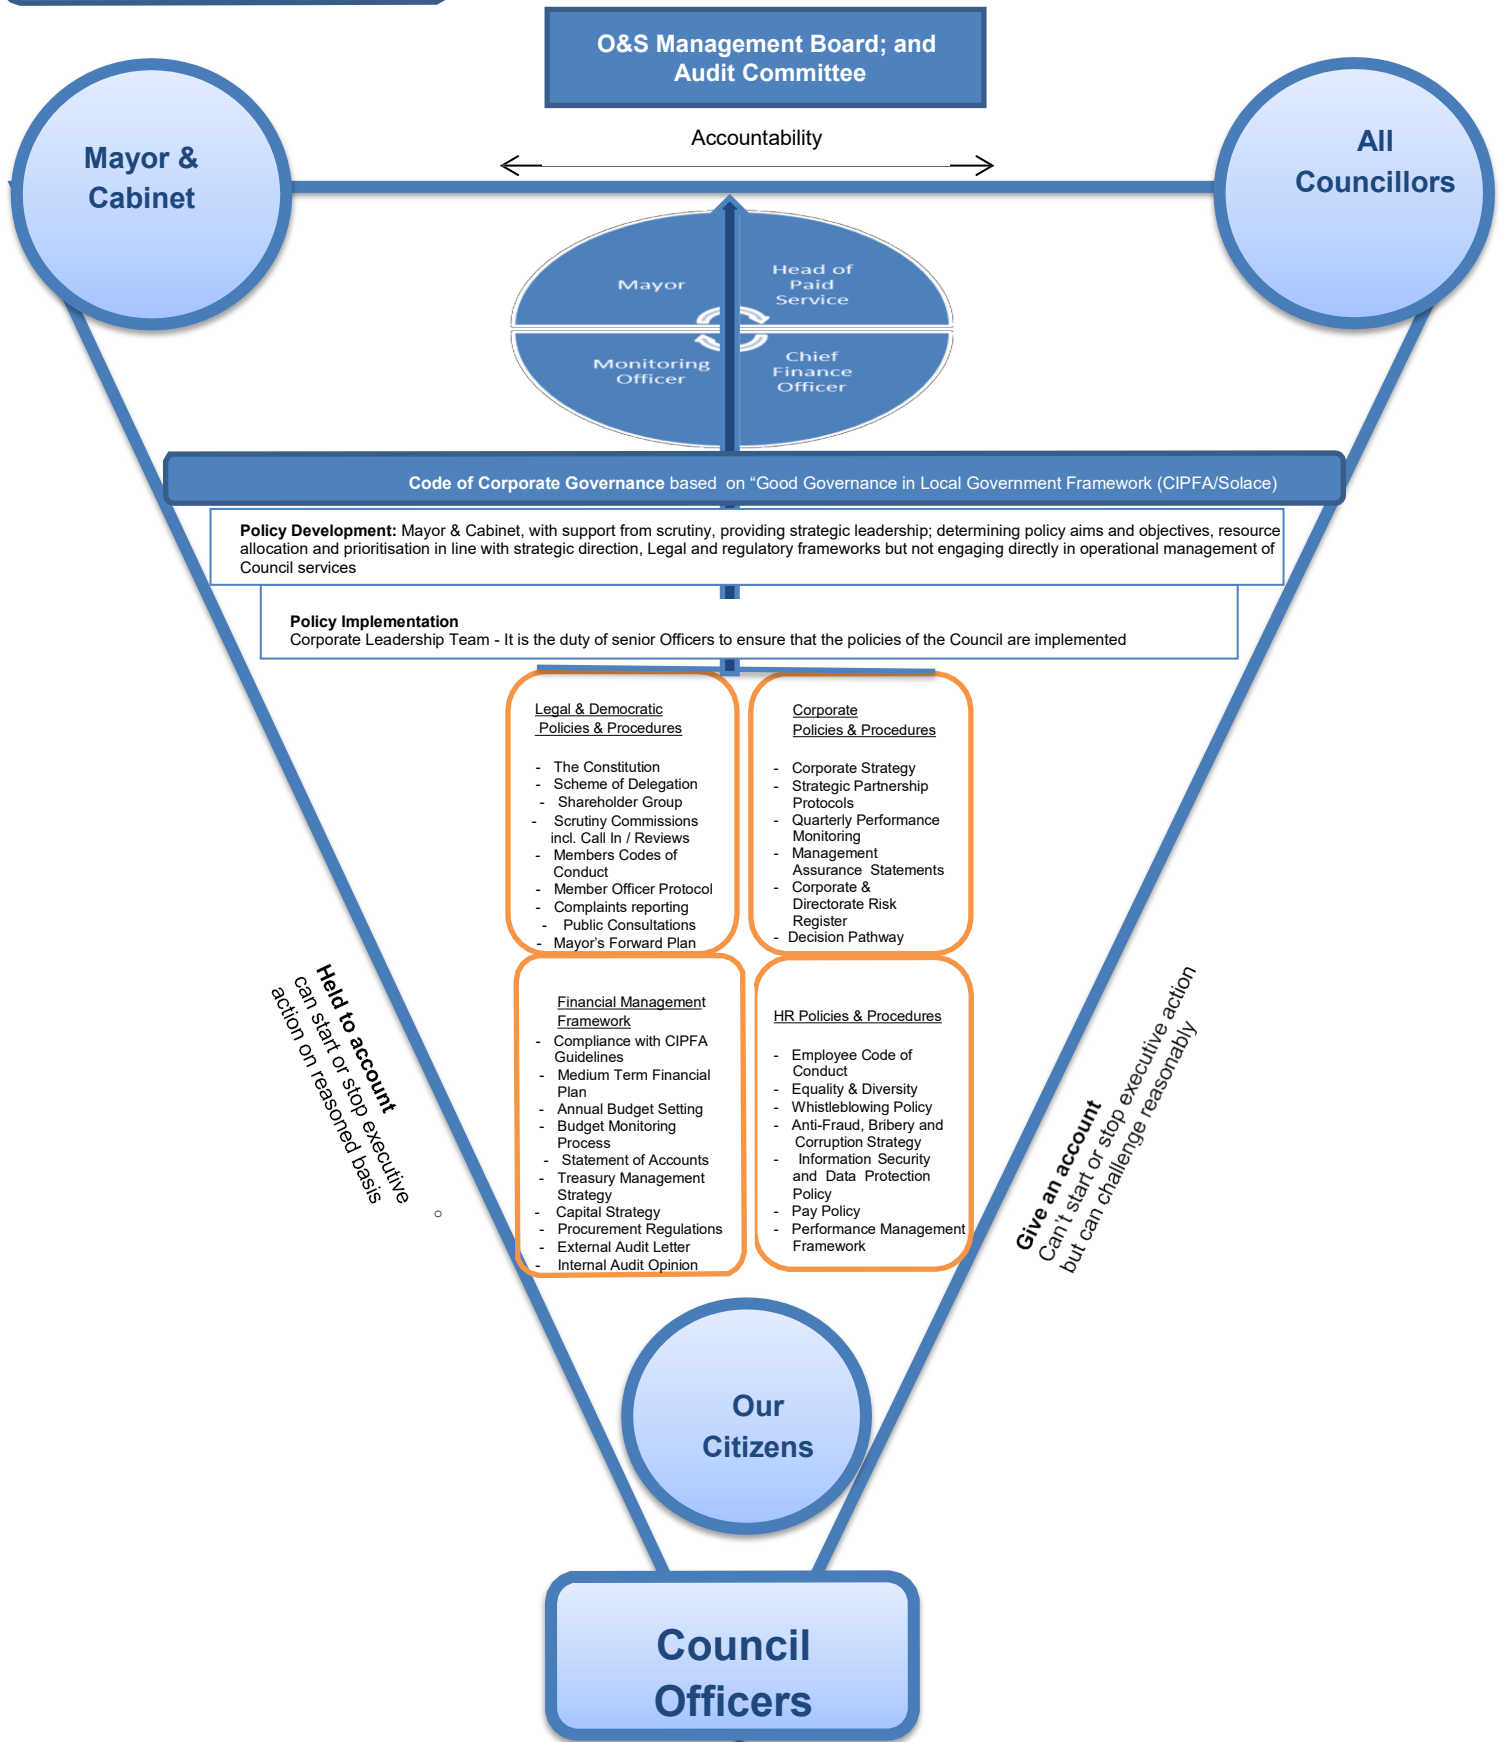 O&S Management Board; and
Audit Committee
Accountability
Mayor &
Cabinet
All
Councillors
Mayor
Head of
Paid
Service
Monitoring
Officer
Chief
Finance
Officer
Code of Corporate Governance based on “Good Governance in Local Government Framework (CIPFA/Solace)
Policy Development: Mayor & Cabinet, with support from scrutiny, providing strategic leadership; determining policy aims and objectives, resource
allocation and prioritisation in line with strategic direction, Legal and regulatory frameworks but not engaging directly in operational management of
Council services
Policy Implementation
Corporate Leadership Team - It is the duty of senior Officers to ensure that the policies of the Council are implemented
Legal & Democratic
Policies & Procedures
- The Constitution
- Scheme of Delegation
- Shareholder Group
- Scrutiny Commissions
incl. Call In / Reviews
- Members Codes of
Conduct
- Member Officer Protocol
- Complaints reporting
- Public Consultations
- Mayor’s Forward Plan
Corporate
Policies & Procedures
- Corporate Strategy
- Strategic Partnership
Protocols
- Quarterly Performance
Monitoring
- Management
Assurance Statements
- Corporate &
Directorate Risk
Register
- Decision Pathway
Financial Management
Framework
- Compliance with CIPFA
Guidelines
- Medium Term Financial
Plan
- Annual Budget Setting
- Budget Monitoring
Process
- Statement of Accounts
- Treasury Management
Strategy
- Capital Strategy
- Procurement Regulations
- External Audit Letter
- Internal Audit Opinion
HR Policies & Procedures
- Employee Code of
Conduct
- Equality & Diversity
- Whistleblowing Policy
- Anti-Fraud, Bribery and
Corruption Strategy
- Information Security
and Data Protection
Policy
- Pay Policy
- Performance Management
Framework
Held to account
can start or stop executive
action on reasoned basis
Give an account
Can’t start or stop executive action
but can challenge reasonably
Our
Citizens
Council
Officers